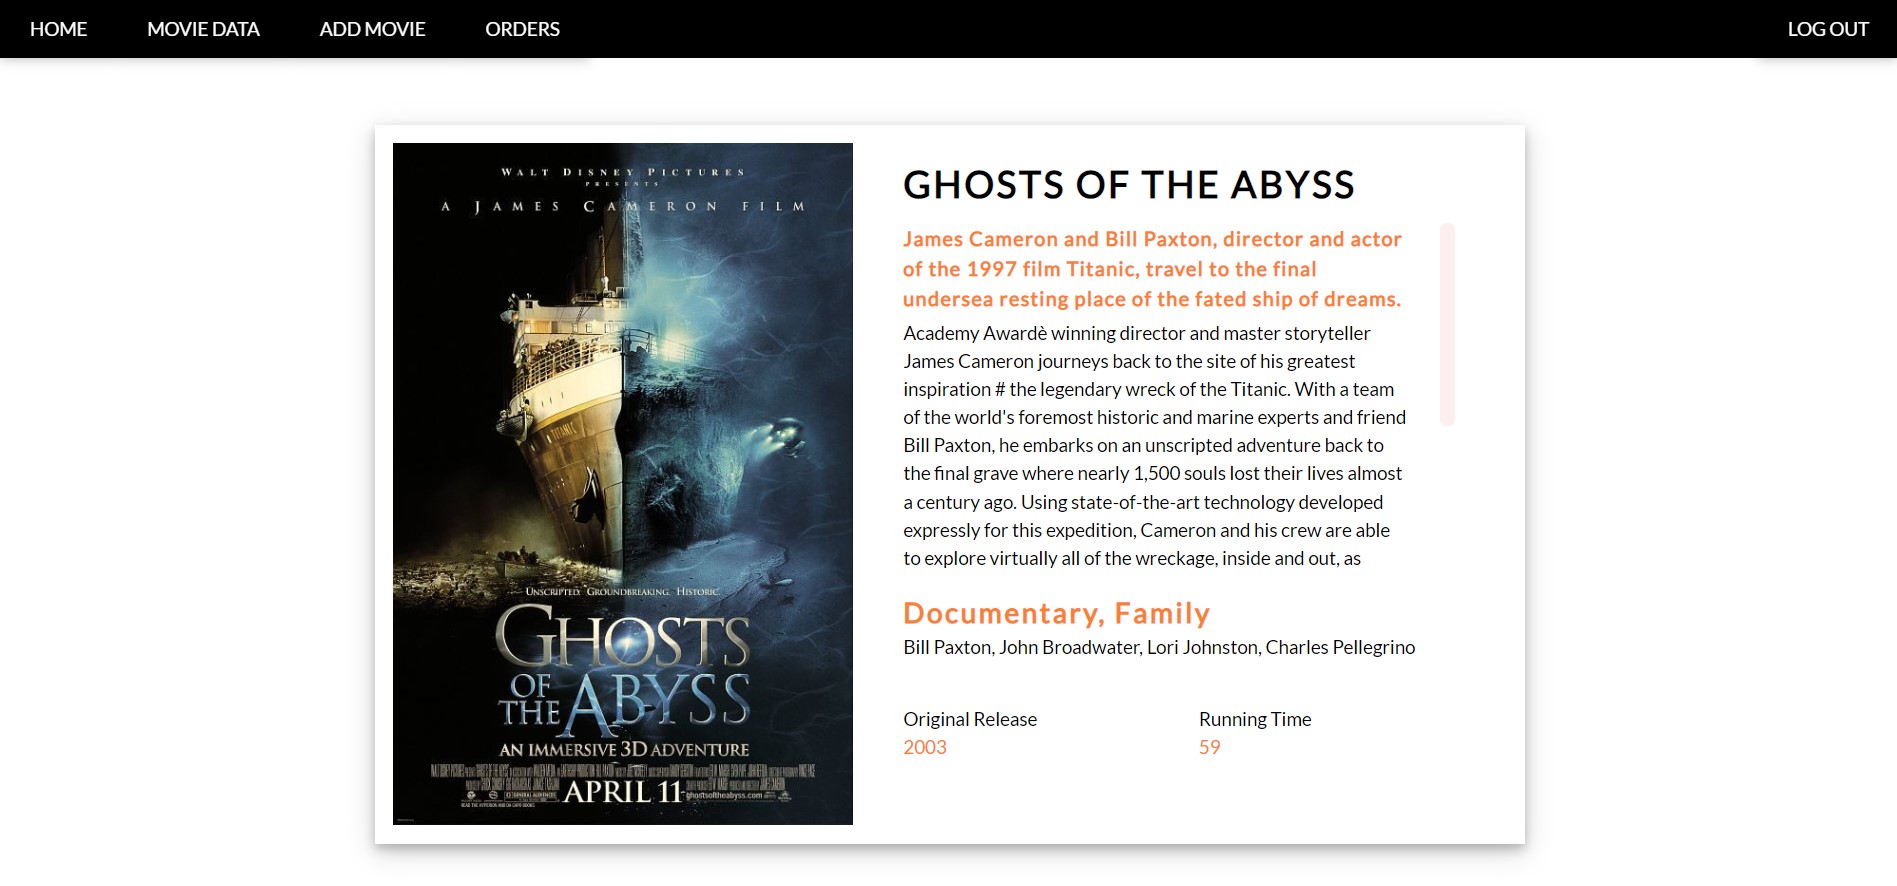 HOME MOVIE DATA ADD MOVIE ORDERS LOG OUT
WALT DISNEY PICTURES
PRESENTS
A JAMES CAMERON FILM
TITANIC
UNSCRIPTED. GROUNDBREAKING. HISTORIC.
GHOSTS
OF
THE ABYSS
AN IMMERSIVE 3D ADVENTURE
APRIL 11 ghostsoftheabyss.com
GHOSTS OF THE ABYSS
James Cameron and Bill Paxton, director and actor
of the 1997 film Titanic, travel to the final
undersea resting place of the fated ship of dreams.
Academy Awardè winning director and master storyteller
James Cameron journeys back to the site of his greatest
inspiration # the legendary wreck of the Titanic. With a team
of the world's foremost historic and marine experts and friend
Bill Paxton, he embarks on an unscripted adventure back to
the final grave where nearly 1,500 souls lost their lives almost
a century ago. Using state-of-the-art technology developed
expressly for this expedition, Cameron and his crew are able
to explore virtually all of the wreckage, inside and out, as
Documentary, Family
Bill Paxton, John Broadwater, Lori Johnston, Charles Pellegrino
Original Release Running Time
2003 59